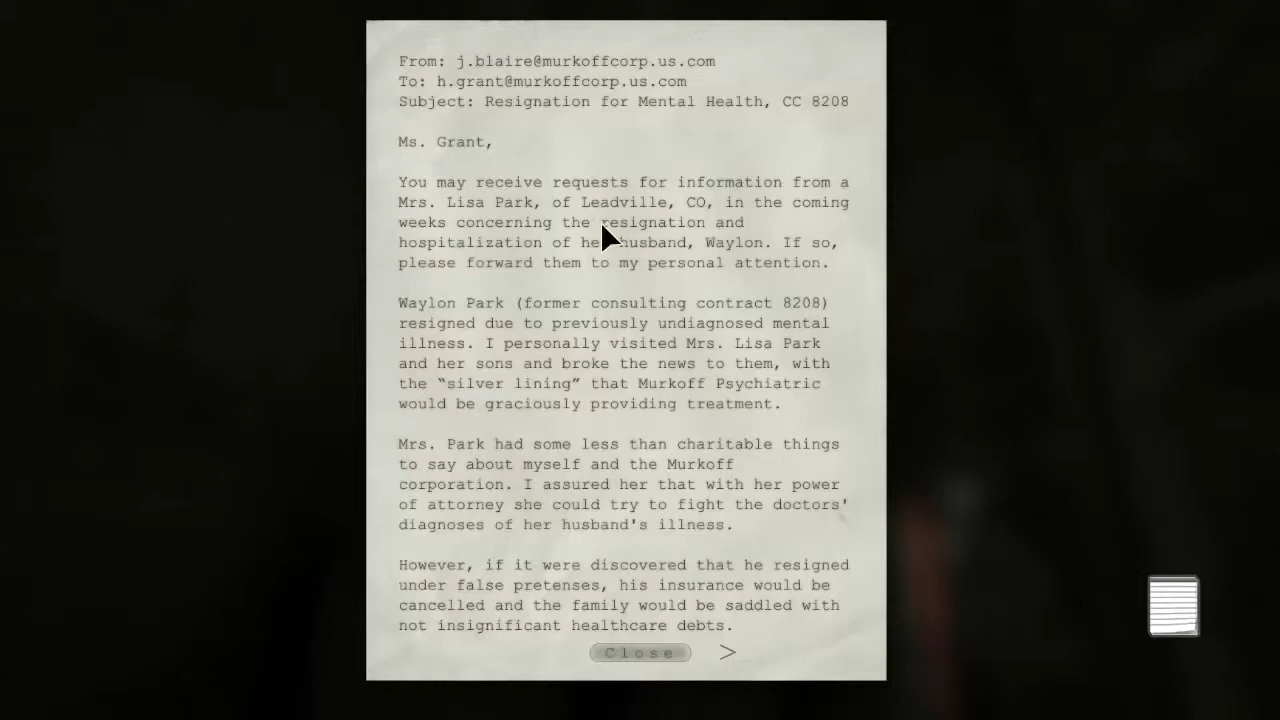 From: j.blaire@murkoffcorp.us.com
To: h.grant@murkoffcorp.us.com
Subject: Resignation for Mental Health, CC 8208
Ms. Grant,
You may receive requests for information from a
Mrs. Lisa Park, of Leadville, CO, in the coming
weeks concerning the resignation and
hospitalization of he husband, Waylon. If so,
please forward them to my personal attention.
Waylon Park (former consulting contract 8208)
resigned due to previously undiagnosed mental
illness. I personally visited Mrs. Lisa Park
and her sons and broke the news to them, with
the “silver lining” that Murkoff Psychiatric
would be graciously providing treatment.
Mrs. Park had some less than charitable things
to say about myself and the Murkoff
corporation. I assured her that with her power
of attorney she could try to fight the doctors'
diagnoses of her husband's illness.
However, if it were discovered that he resigned
under false pretenses, his insurance would be
cancelled and the family would be saddled with
not insignificant healthcare debts.
Close >